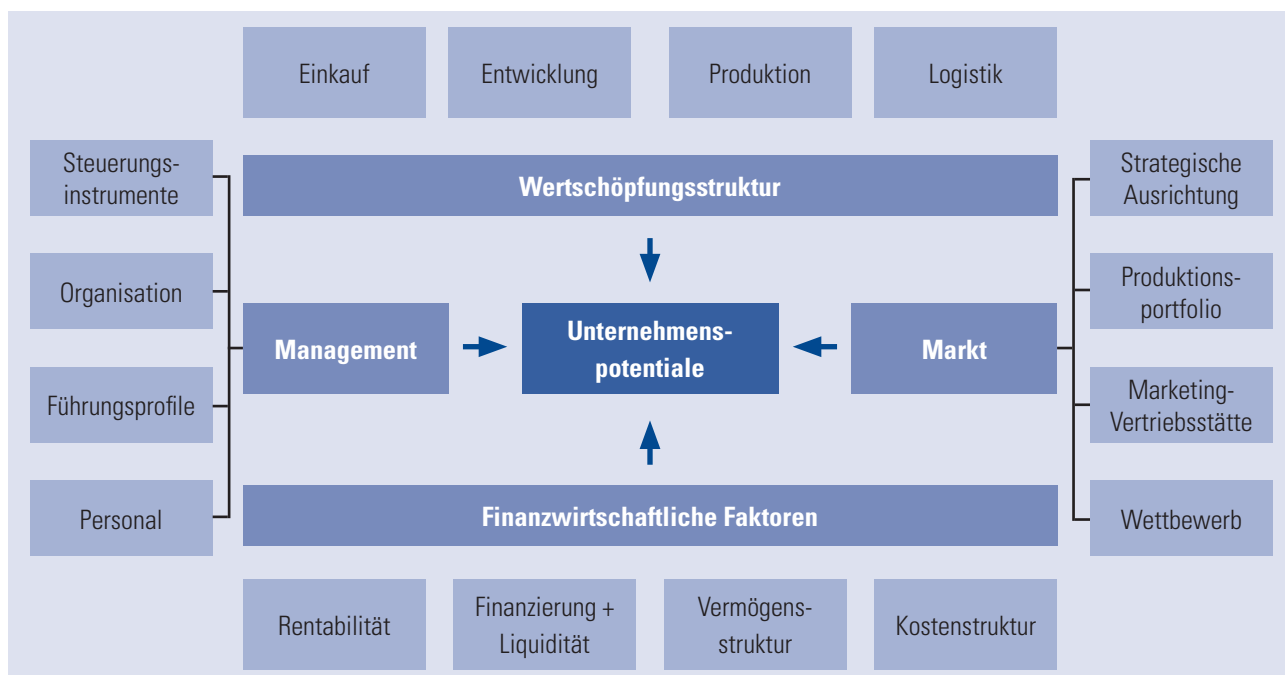 Einkauf
Entwicklung
Produktion
Logistik
Steuerungs-
instrumente
Wertschöpfungsstruktur
Strategische
Ausrichtung
Organisation
Produktions-
portfolio
Management
Unternehmens-
potentiale
Markt
Führungsprofile
Marketing-
Vertriebsstätte
Personal
Finanzwirtschaftliche Faktoren
Wettbewerb
Rentabilität
Finanzierung +
Liquidität
Vermögens-
struktur
Kostenstruktur